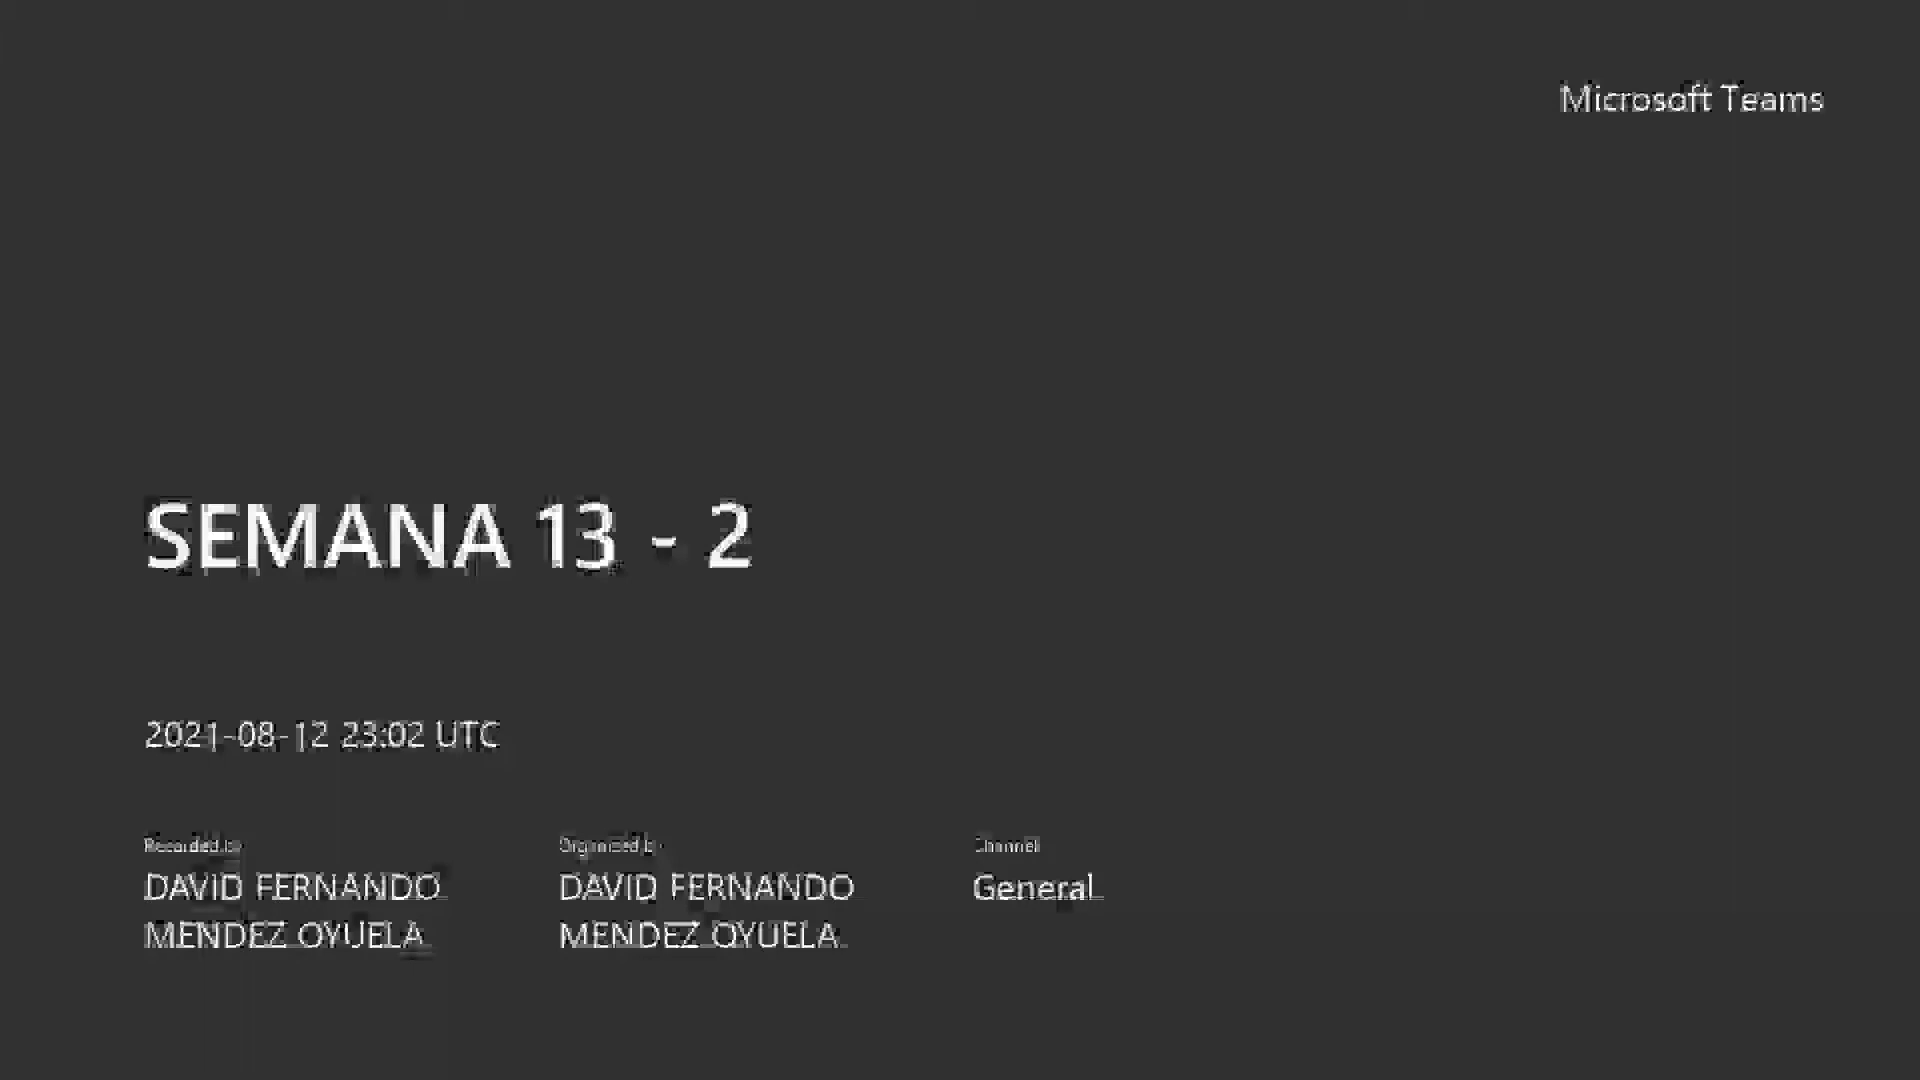 Microsoft Teams
SEMANA 13 - 2
2021-08-12 23:02 UTC
Recorded by
Organized by
Channel
DAVID FERNANDO
MENDEZ OYUELA
DAVID FERNANDO
MENDEZ OYUELA
General